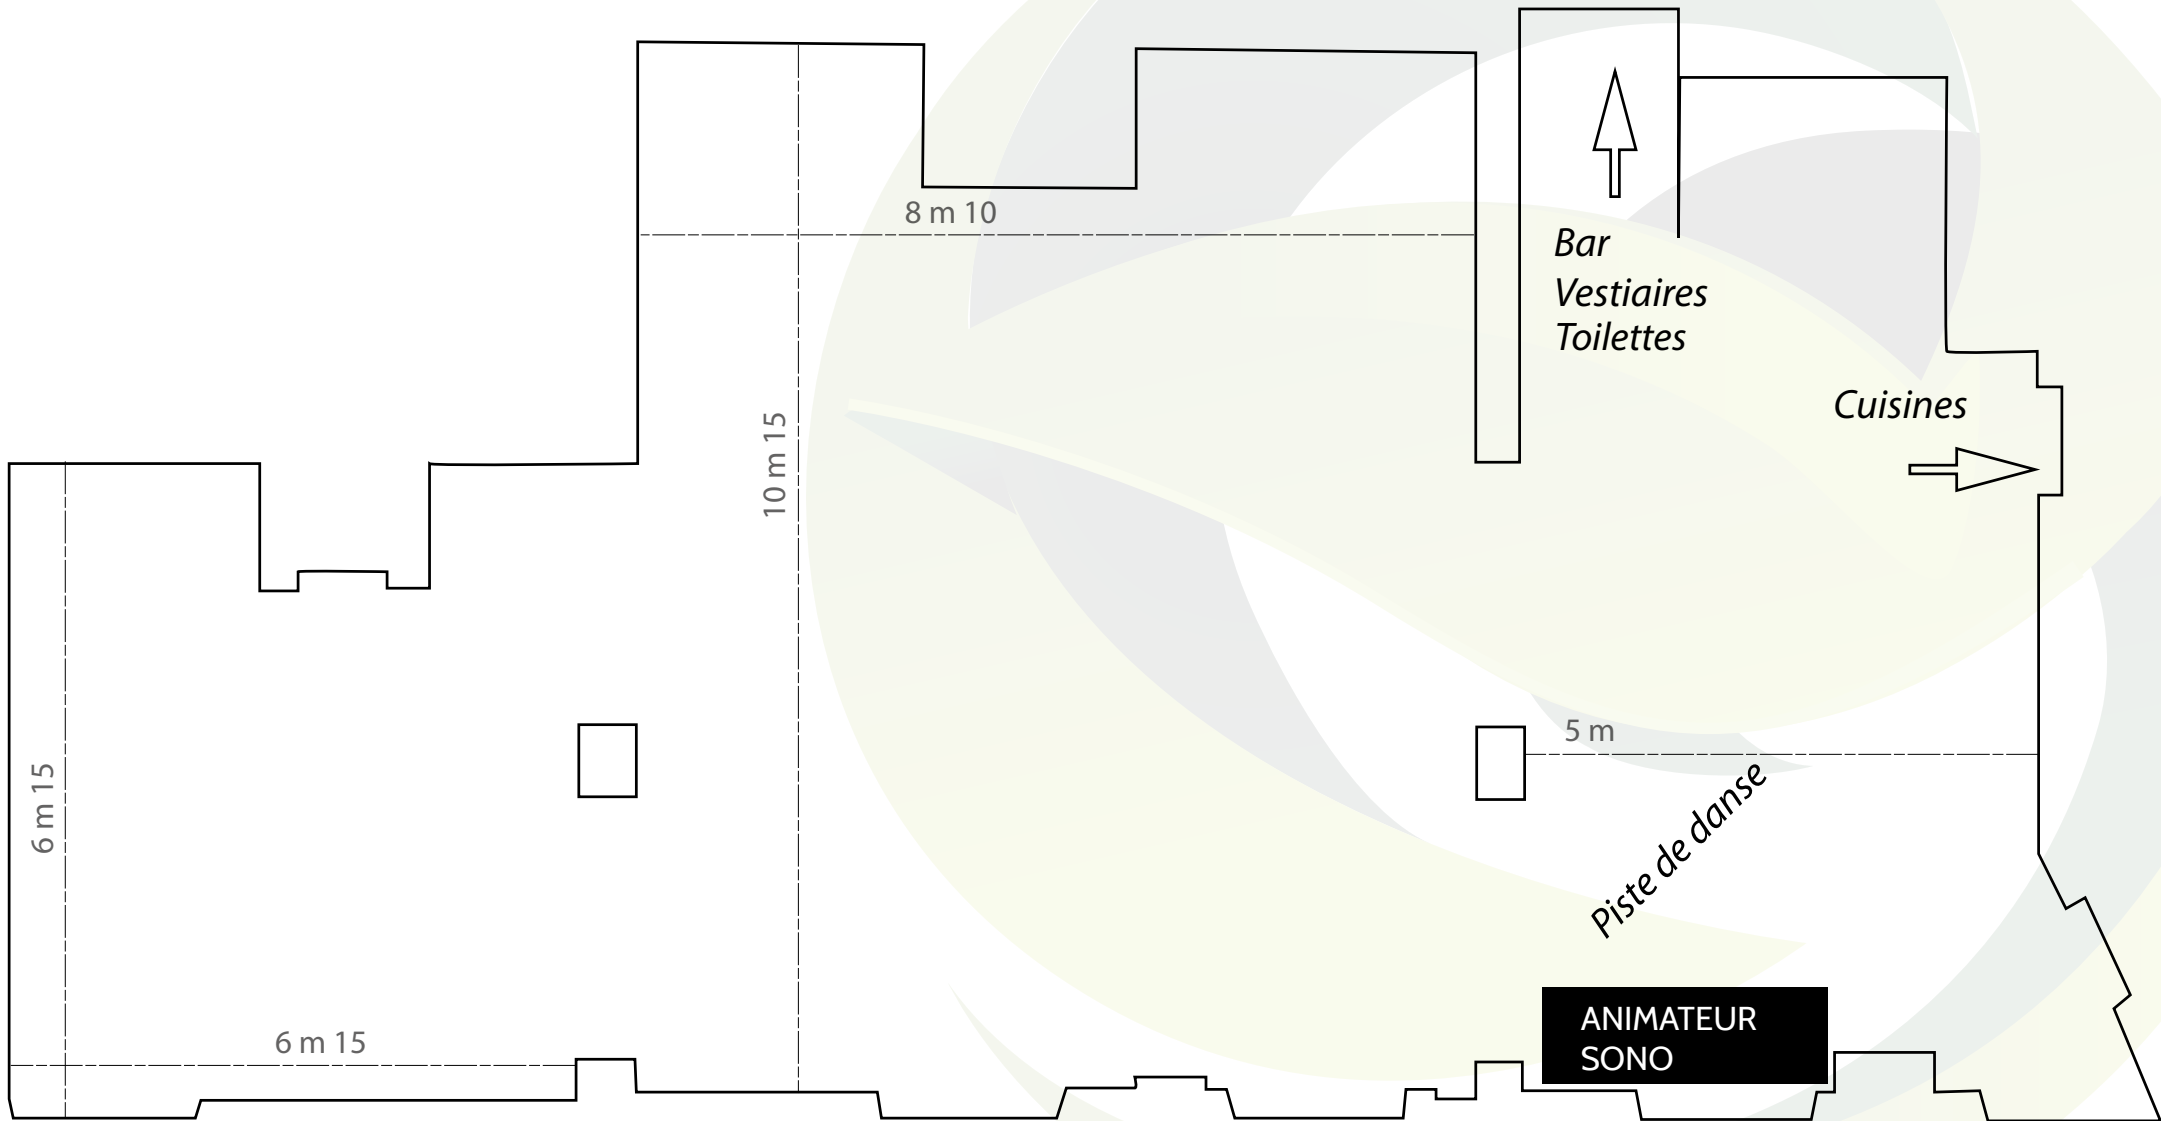 8 m 10
Bar
Vestiaires
Toilettes
Cuisines
10 m 15
5 m
6 m 15
Piste de danse
ANIMATEUR
SONO
6 m 15